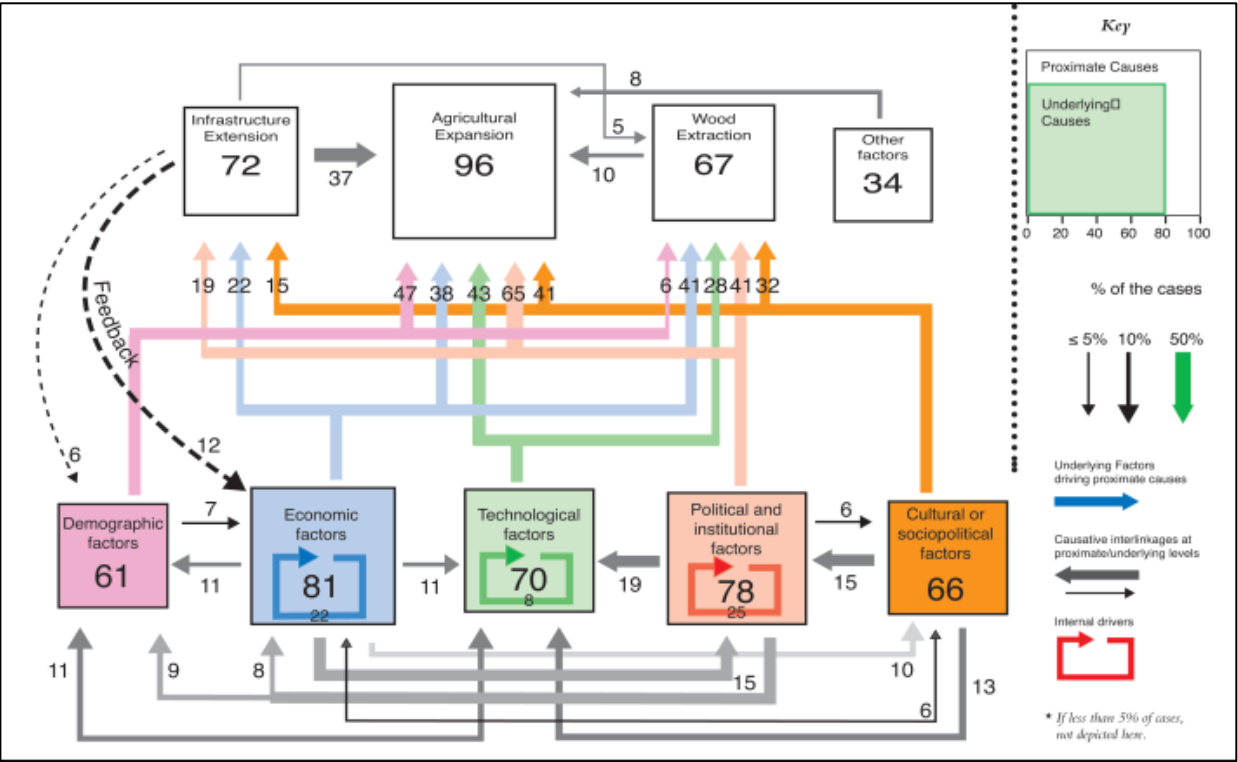 Key
Proximate Causes
Underlying□
Causes
0 20 40 60 80 100
% of the cases
≤ 5% 10% 50%
Underlying Factors
driving proximate causes
Causative interlinkages at
proximate/underlying levels
Internal drivers
* If less than 5% of cases,
not depicted here.
8
Infrastructure
Extension
72
37
Agricultural
Expansion
96
5
10
Wood
Extraction
67
Other
factors
34
19 22 15
47 38 43 65 41
6 41 28 41 32
Feedback
6
12
Demographic
factors
61
7
11
Economic
factors
81
22
11
Technological
factors
70
8
19
Political and
institutional
factors
78
25
6
15
Cultural or
sociopolitical
factors
66
11
9
8
15
10
6
13